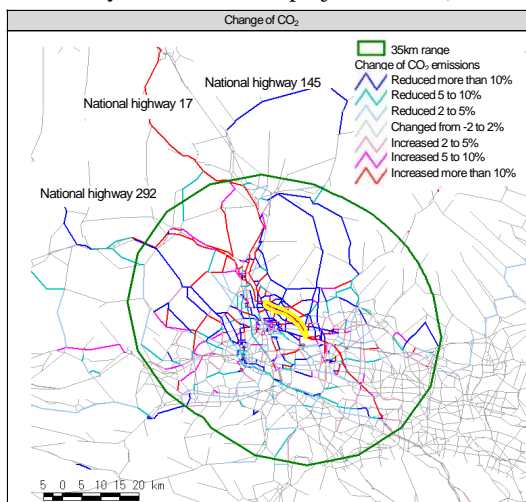 Change of CO2
35km range
Change of CO2 emissions
Reduced more than 10%
Reduced 5 to 10%
Reduced 2 to 5%
Changed from -2 to 2%
Increased 2 to 5%
Increased 5 to 10%
Increased more than 10%
National highway 145
National highway 17
National highway 292
5 0 5 10 15 20 km